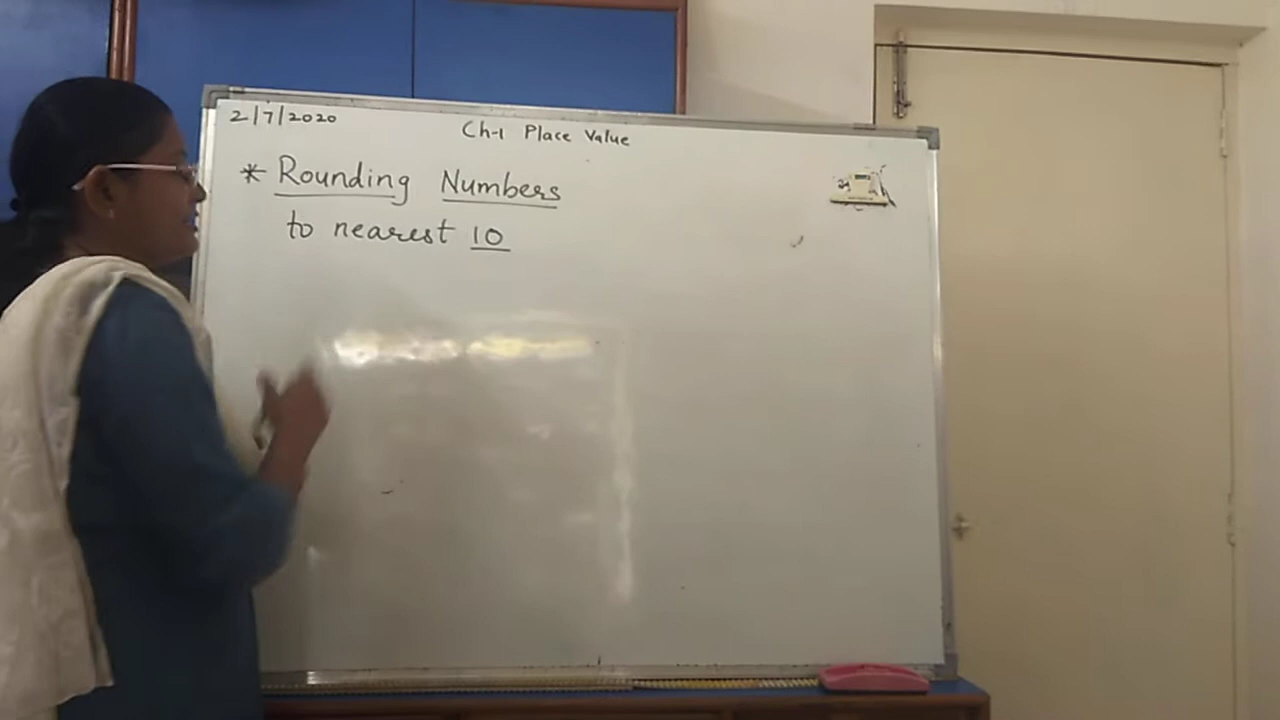 2/7/2020
Ch-1 Place Value
* Rounding Numbers
to nearest 10